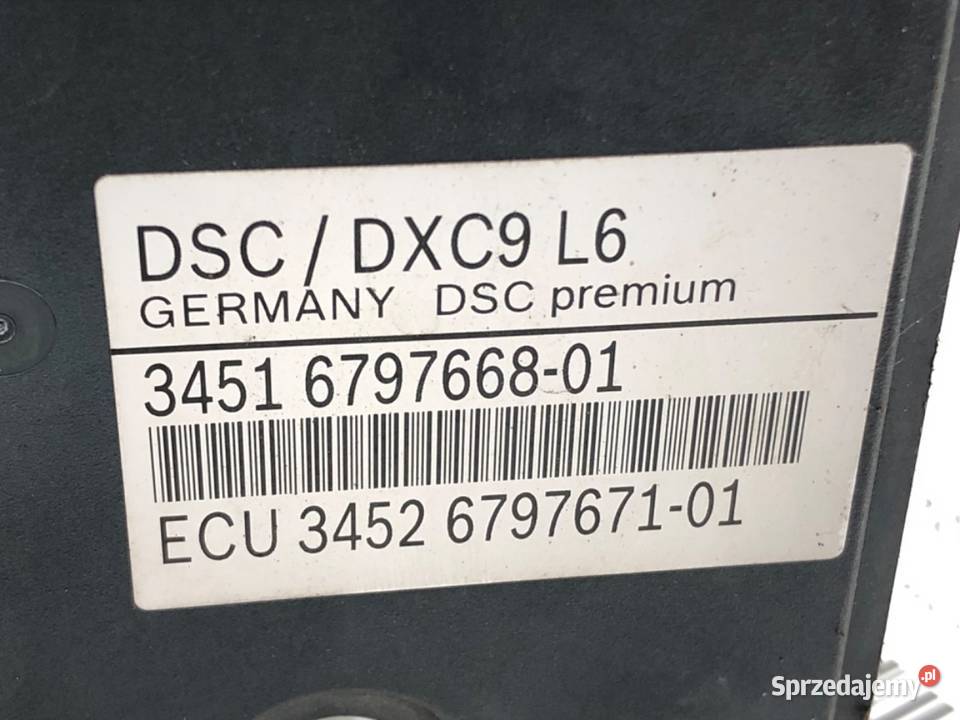 DSC / DXC9 L6
GERMANY DSC premium
3451 6797668-01
ECU 3452 6797671-01
Sprzedajemy.pl